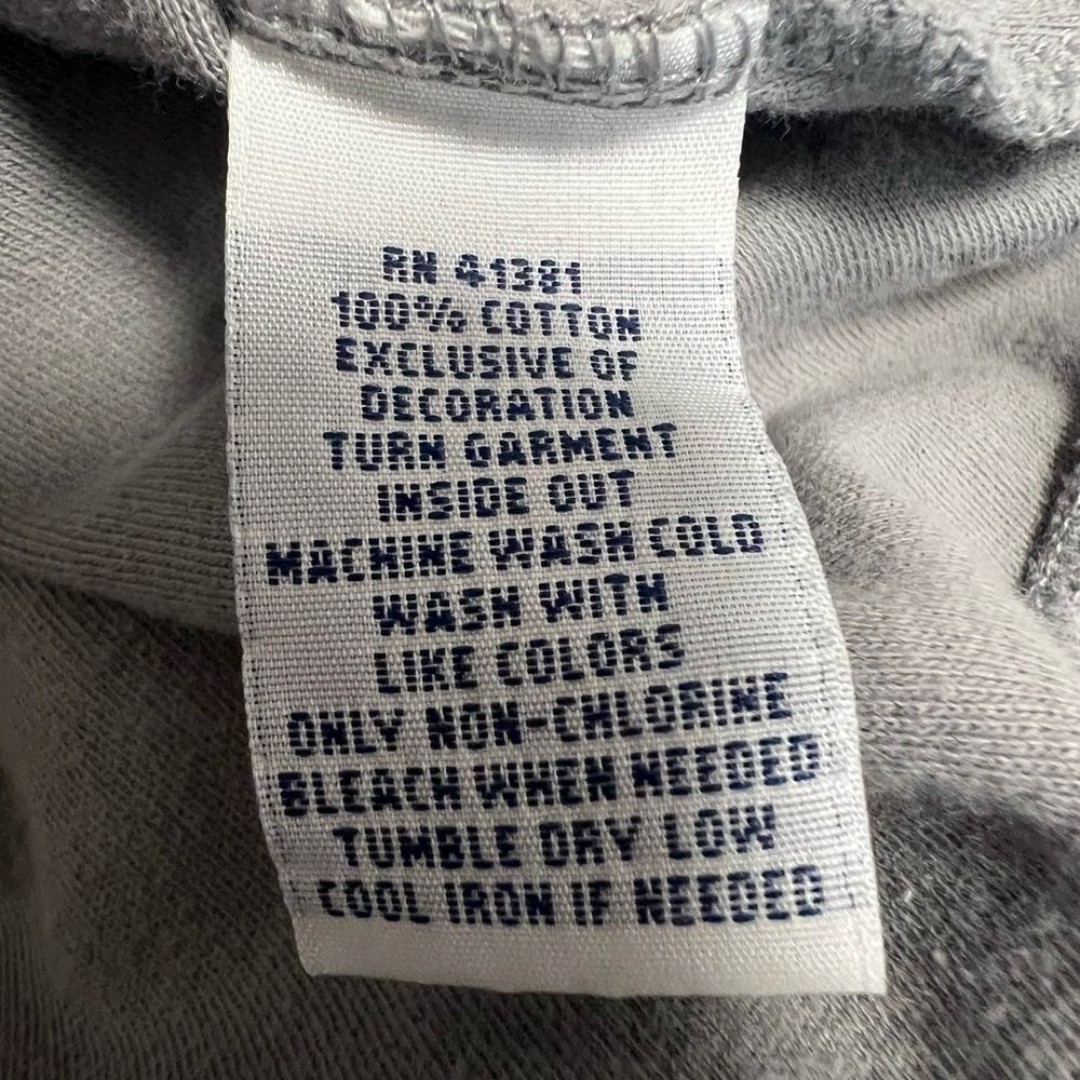 RN 41381
100% COTTON
EXCLUSIVE OF
DECORATION
TURN GARMENT
INSIDE OUT
MACHINE WASH COLD
WASH WITH
LIKE COLORS
ONLY NON-CHLORINE
BLEACH WHEN NEEDED
TUMBLE DRY LOW
COOL IRON IF NEEDED